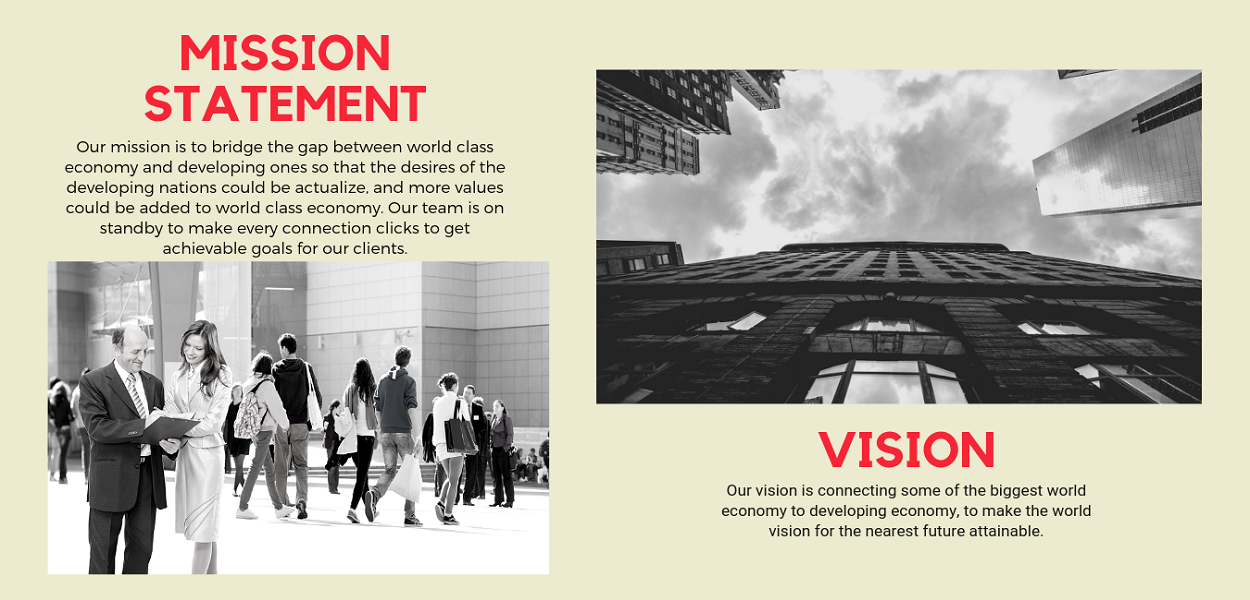 MISSION
STATEMENT
Our mission is to bridge the gap between world class
economy and developing ones so that the desires of the
developing nations could be actualize, and more values
could be added to world class economy. Our team is on
standby to make every connection clicks to get
achievable goals for our clients.
VISION
Our vision is connecting some of the biggest world
economy to developing economy, to make the world
vision for the nearest future attainable.